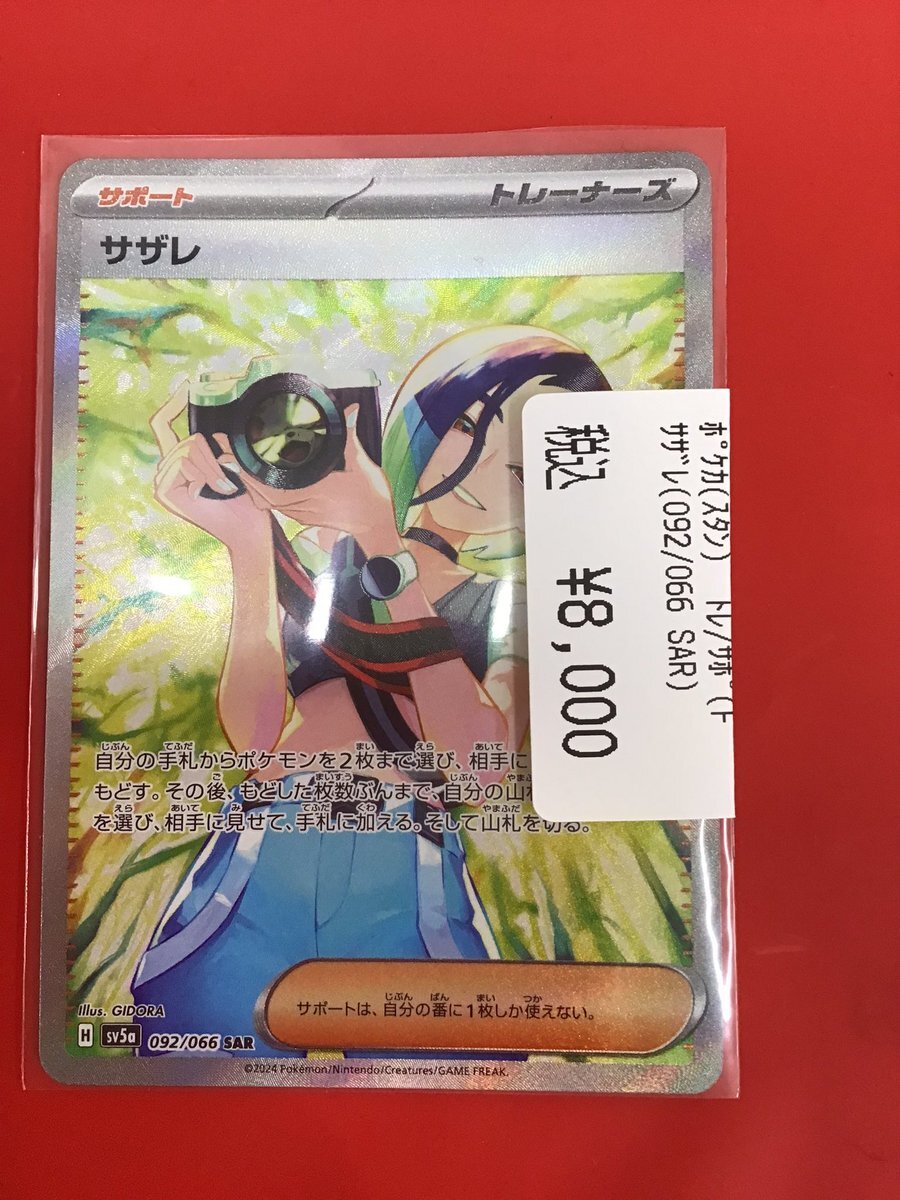 サポート
トレーナーズ
サザレ
自分の手札からポケモンを2枚まで選び、相手に
もどす。その後、もどした枚数ぶんまで、自分の山札
を選び、相手に見せて、手札に加える。そして山札を切る。
サポートは、自分の番に1枚しか使えない。
Illus. GIDORA
H sv5a 092/066 SAR
©2024 Pokémon/Nintendo/Creatures/GAME FREAK.
ﾎﾟｹｶ(ｽﾀﾝ) ﾄﾚ/ｻﾎﾟ(ﾄ
ｻｻﾞﾚ(092/066 SAR)
税込 ¥8,000